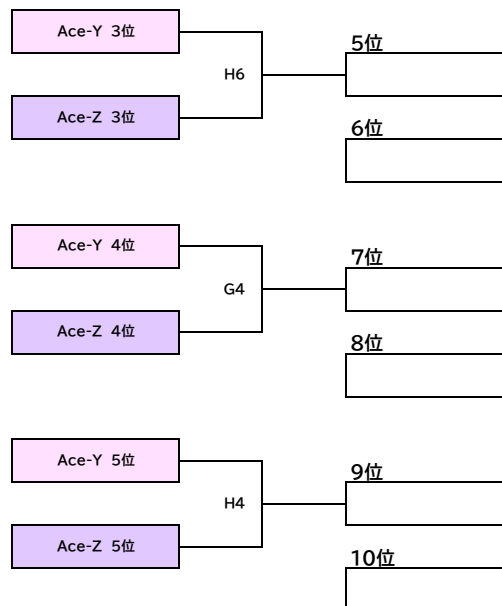 Ace-Y 3位
5位
H6
Ace-Z 3位
6位
Ace-Y 4位
7位
G4
Ace-Z 4位
8位
Ace-Y 5位
9位
H4
Ace-Z 5位
10位